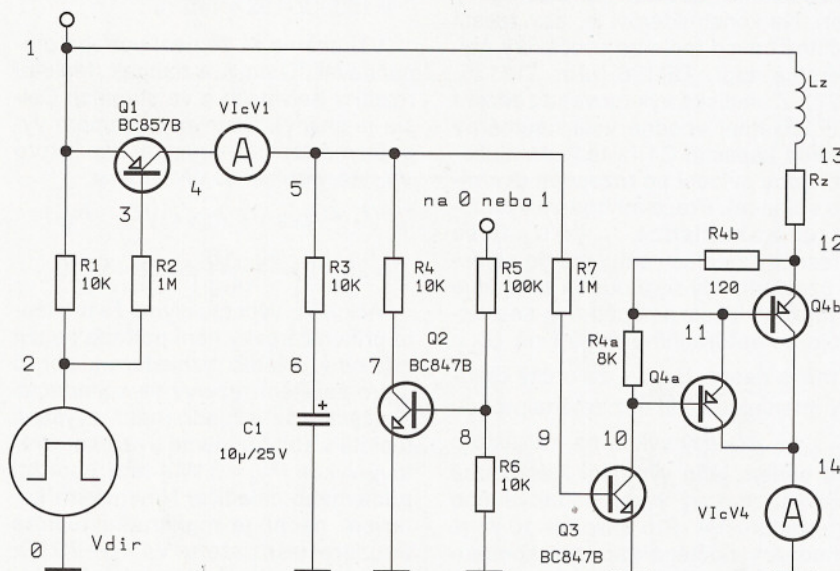 1
Lz
Q1
BC857B
VIcV1
A
13
4
5
3
na 0 nebo 1
Rz
R4b
12
120
R1
10K
R2
1M
R3
10K
R4
10K
R5
100K
R7
1M
Q4b
11
R4a
8K
Q2
BC847B
Q4a
2
6
7
+
C1
10µ/25V
8
9
10
14
R6
10K
VIcV4
A
Q3
BC847B
0
Vdir